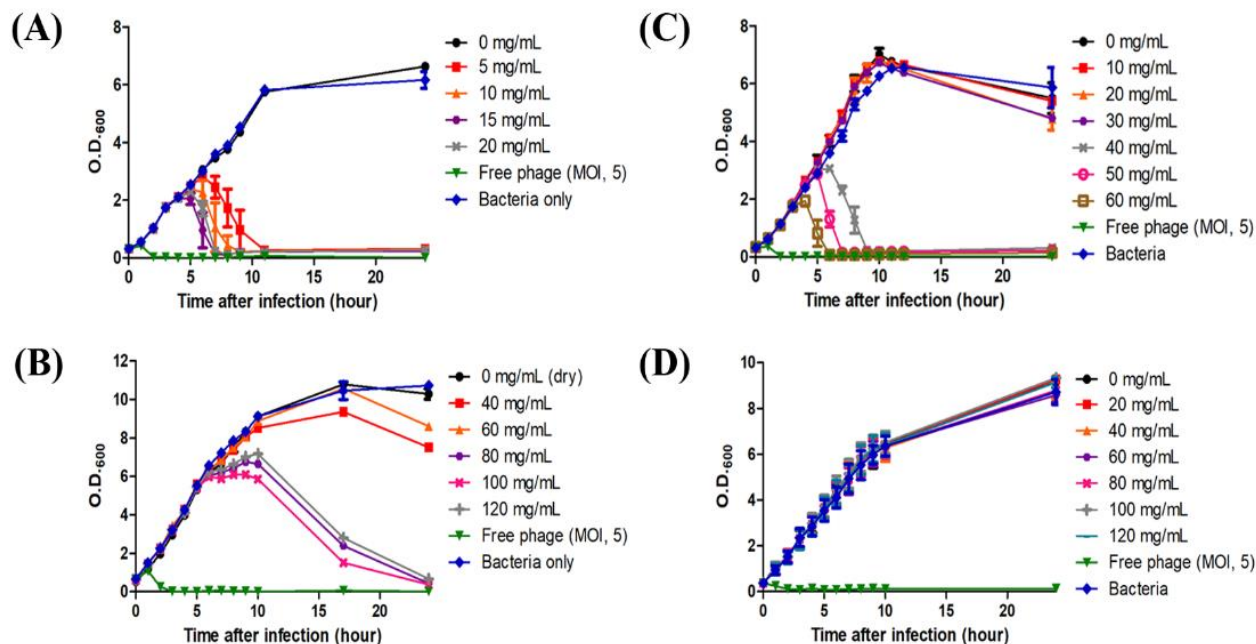 (A)
8
6
4
2
0
O.D.₆₀₀
0 5 10 15 20
Time after infection (hour)
0 mg/mL
5 mg/mL
10 mg/mL
15 mg/mL
20 mg/mL
Free phage (MOI, 5)
Bacteria only
(C)
8
6
4
2
0
O.D.₆₀₀
0 5 10 15 20
Time after infection (hour)
0 mg/mL
10 mg/mL
20 mg/mL
30 mg/mL
40 mg/mL
50 mg/mL
60 mg/mL
Free phage (MOI, 5)
Bacteria
(B)
12
10
8
6
4
2
0
O.D.₆₀₀
0 5 10 15 20
Time after infection (hour)
0 mg/mL (dry)
40 mg/mL
60 mg/mL
80 mg/mL
100 mg/mL
120 mg/mL
Free phage (MOI, 5)
Bacteria only
(D)
10
8
6
4
2
0
O.D.₆₀₀
0 5 10 15 20
Time after infection (hour)
0 mg/mL
20 mg/mL
40 mg/mL
60 mg/mL
80 mg/mL
100 mg/mL
120 mg/mL
Free phage (MOI, 5)
Bacteria